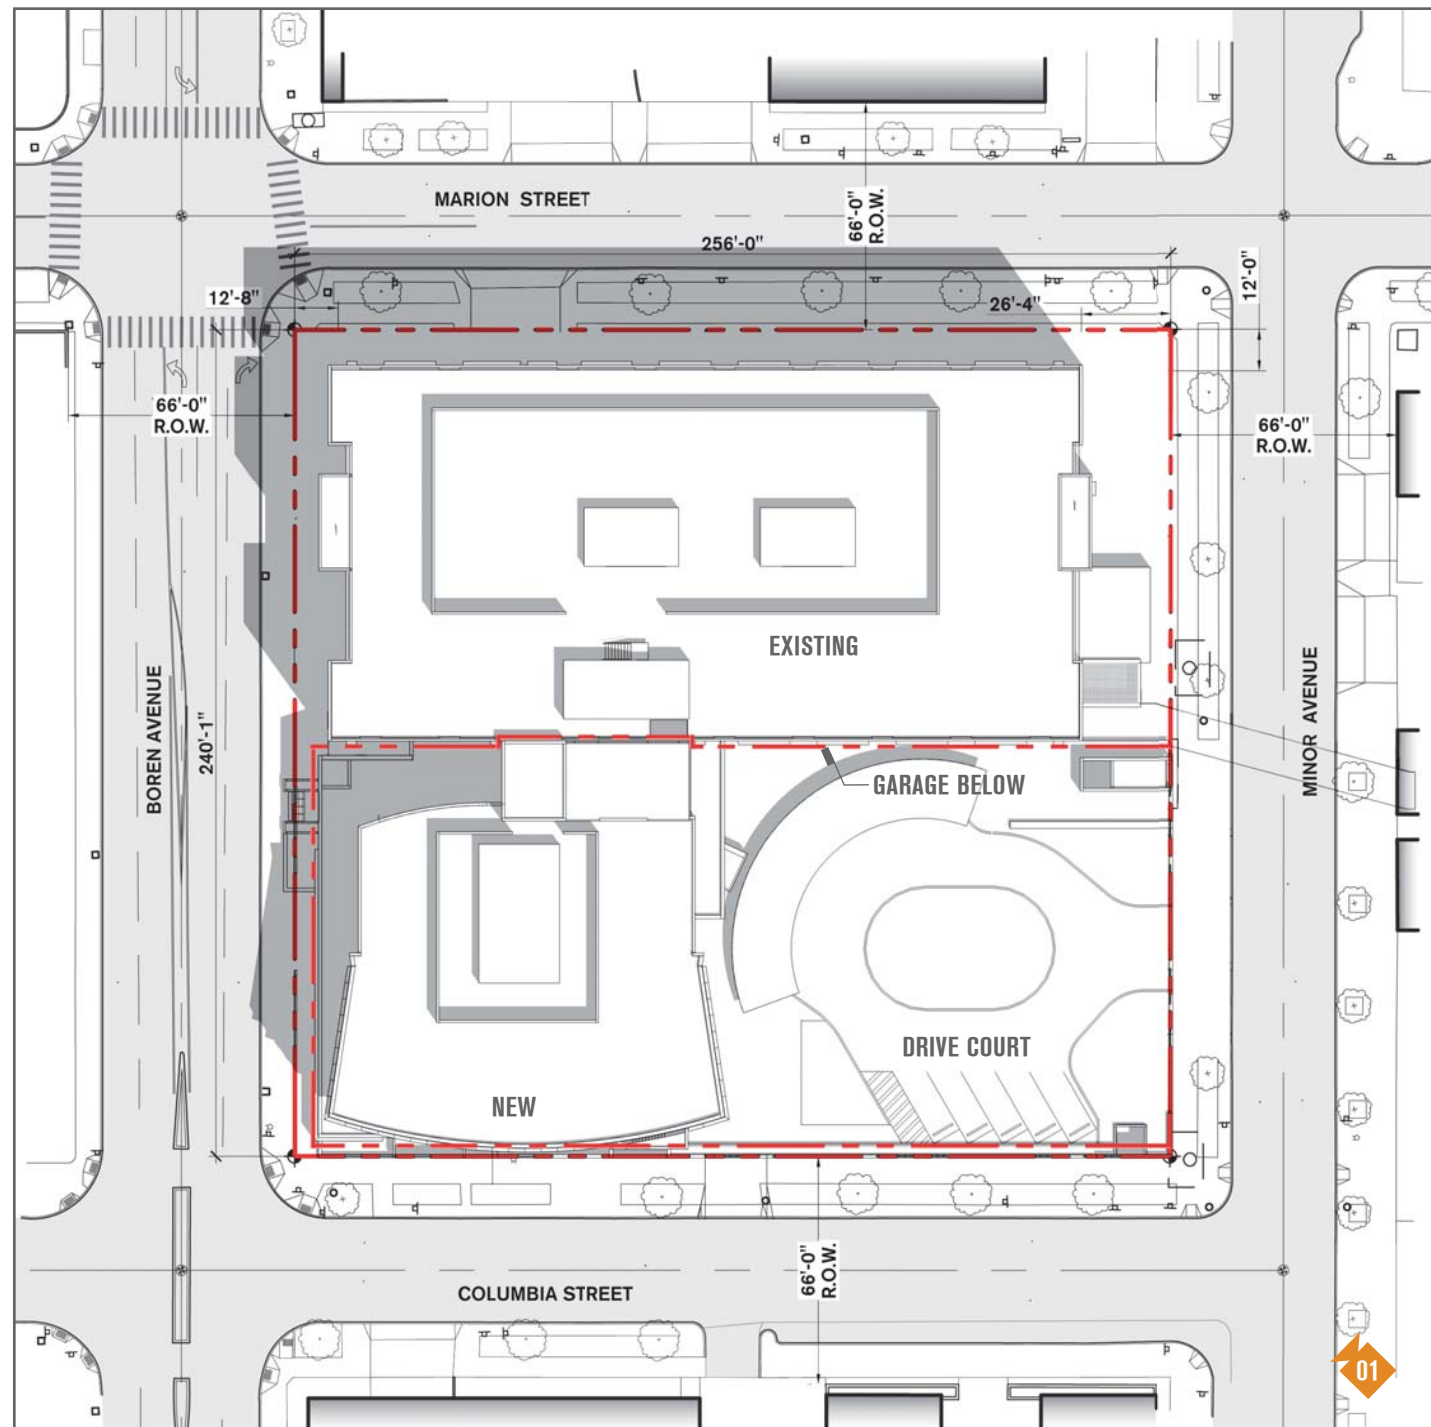 MARION STREET
66'-0"
R.O.W.
256'-0"
12'-8"
26'-4"
12'-0"
66'-0"
R.O.W.
66'-0"
R.O.W.
EXISTING
BOREN AVENUE
240'-1"
MINOR AVENUE
GARAGE BELOW
DRIVE COURT
NEW
66'-0"
R.O.W.
COLUMBIA STREET
01